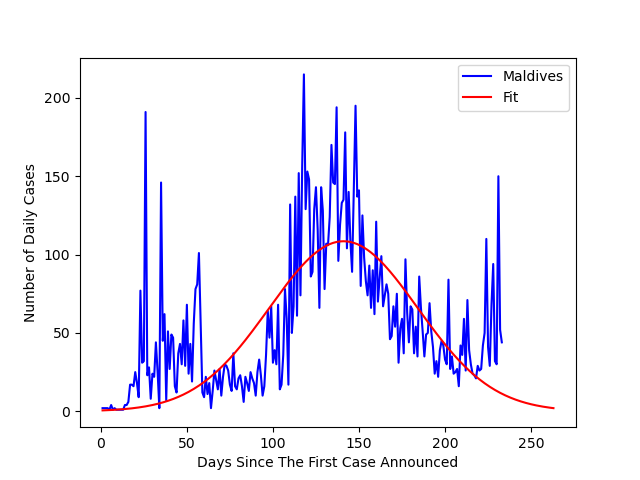 Maldives
Fit
200
150
100
50
0
Number of Daily Cases
0 50 100 150 200 250
Days Since The First Case Announced